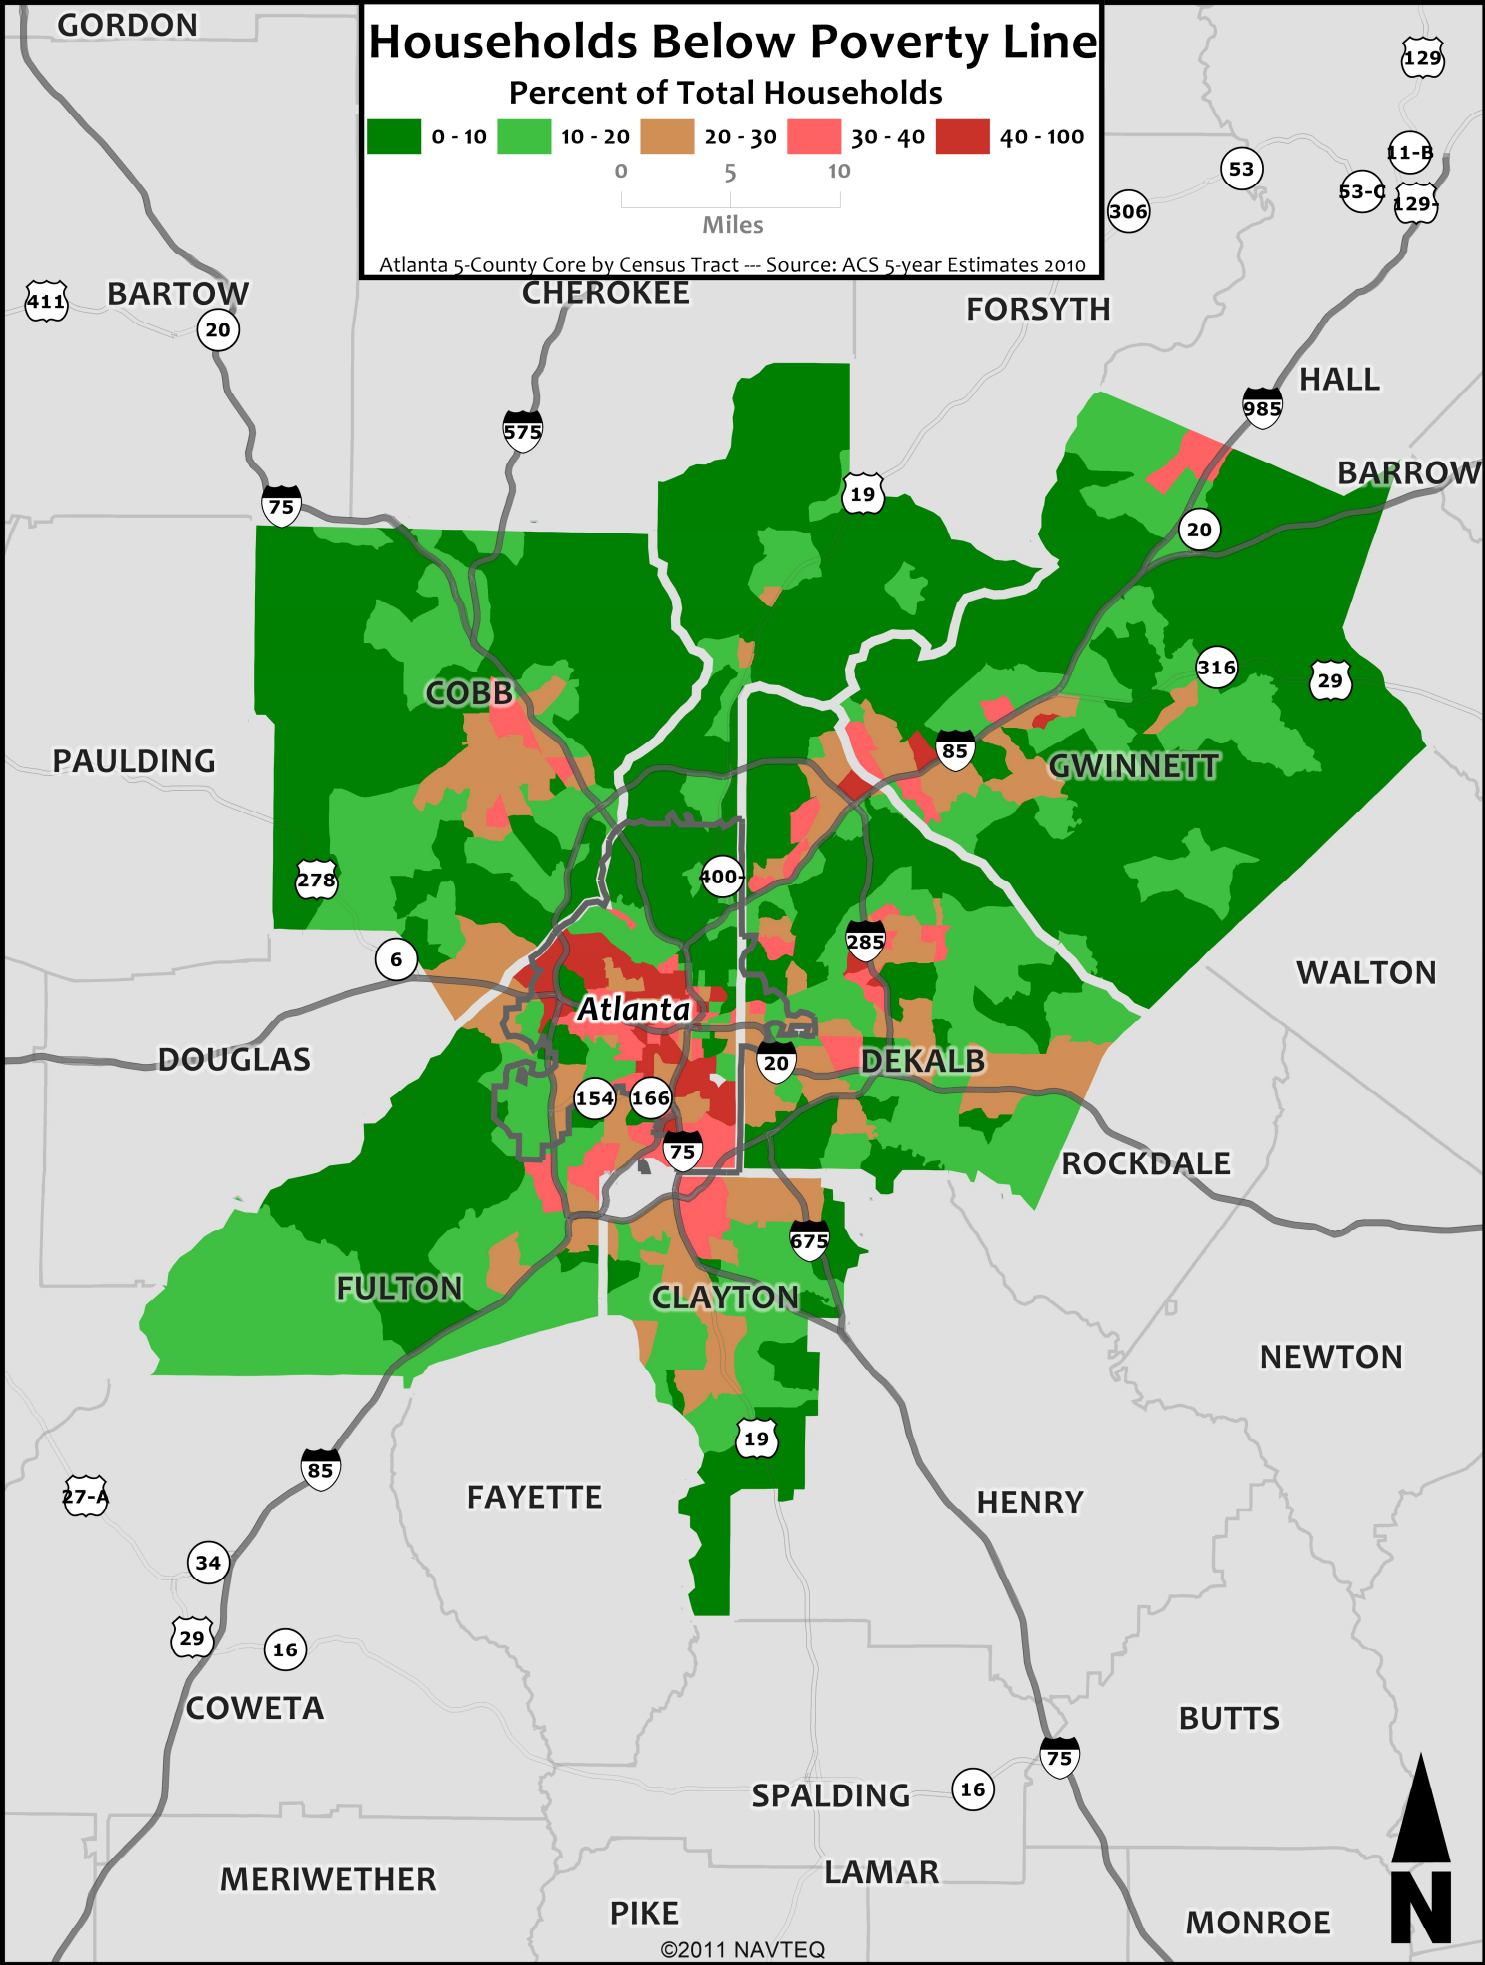 Households Below Poverty Line
Percent of Total Households
0 - 10 10 - 20 20 - 30 30 - 40 40 - 100
0 5 10
Miles
Atlanta 5-County Core by Census Tract --- Source: ACS 5-year Estimates 2010
GORDON
129
11-B
53
53-C
129-
306
411
BARTOW
CHEROKEE
FORSYTH
20
HALL
985
575
BARROW
75
19
20
316
29
COBB
PAULDING
85
GWINNETT
278
400-
285
6
WALTON
Atlanta
DOUGLAS
20
DEKALB
154
166
75
ROCKDALE
675
FULTON
CLAYTON
NEWTON
19
85
FAYETTE
HENRY
27-A
34
29
16
COWETA
BUTTS
75
SPALDING
16
MERIWETHER
LAMAR
PIKE
MONROE
N
©2011 NAVTEQ